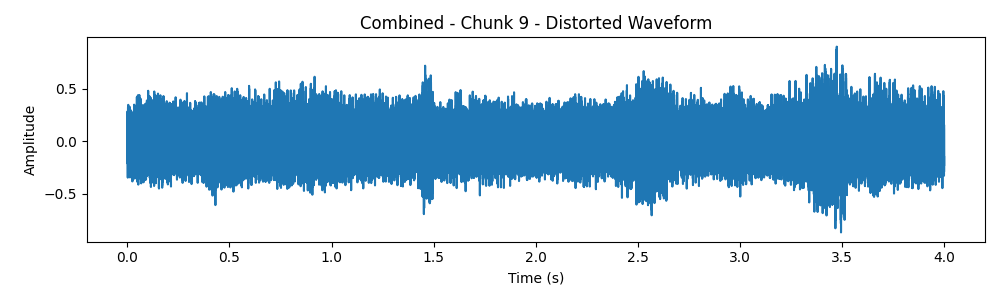 Combined - Chunk 9 - Distorted Waveform
Amplitude
0.5
0.0
−0.5
0.0 0.5 1.0 1.5 2.0 2.5 3.0 3.5 4.0
Time (s)